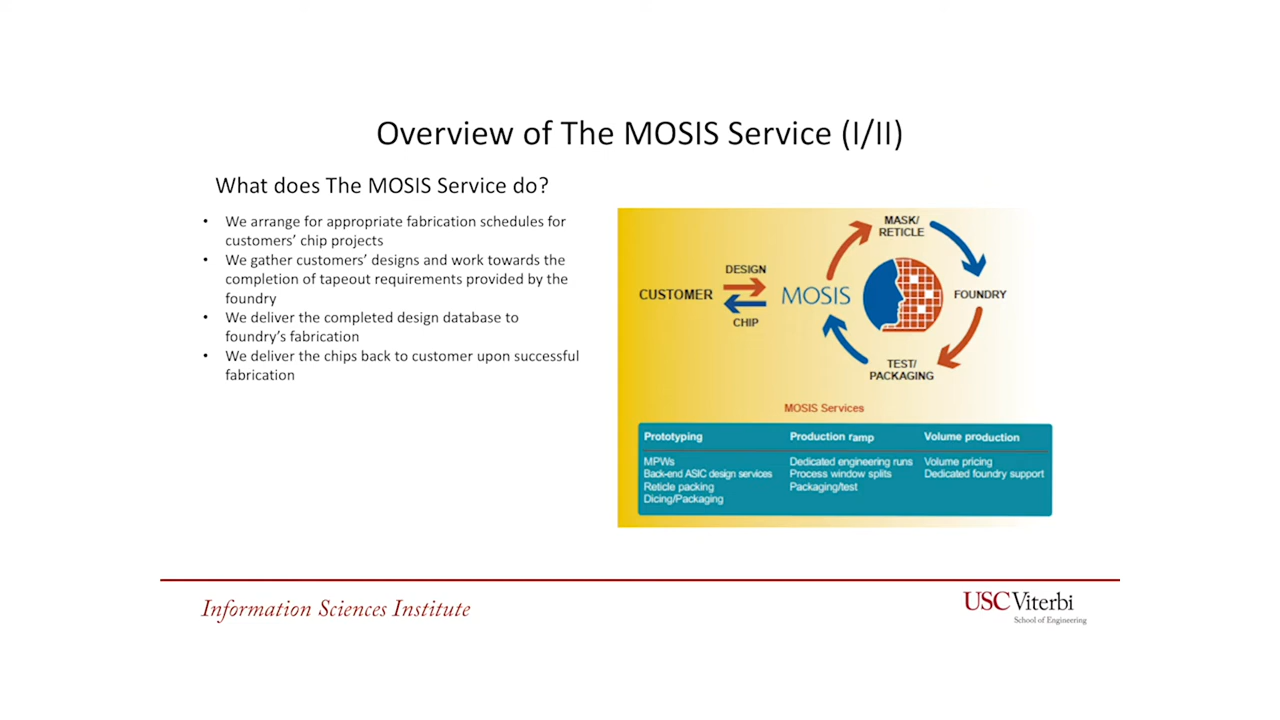 Overview of The MOSIS Service (I/II)
What does The MOSIS Service do?
• We arrange for appropriate fabrication schedules for
customers’ chip projects
• We gather customers’ designs and work towards the
completion of tapeout requirements provided by the
foundry
• We deliver the completed design database to
foundry’s fabrication
• We deliver the chips back to customer upon successful
fabrication
MASK/
RETICLE
DESIGN
CUSTOMER
MOSIS
FOUNDRY
CHIP
TEST/
PACKAGING
MOSIS Services
Prototyping
MPWs
Back-end ASIC design services
Reticle packing
Dicing/Packaging
Production ramp
Dedicated engineering runs
Process window splits
Packaging/test
Volume production
Volume pricing
Dedicated foundry support
Information Sciences Institute
USC Viterbi
School of Engineering